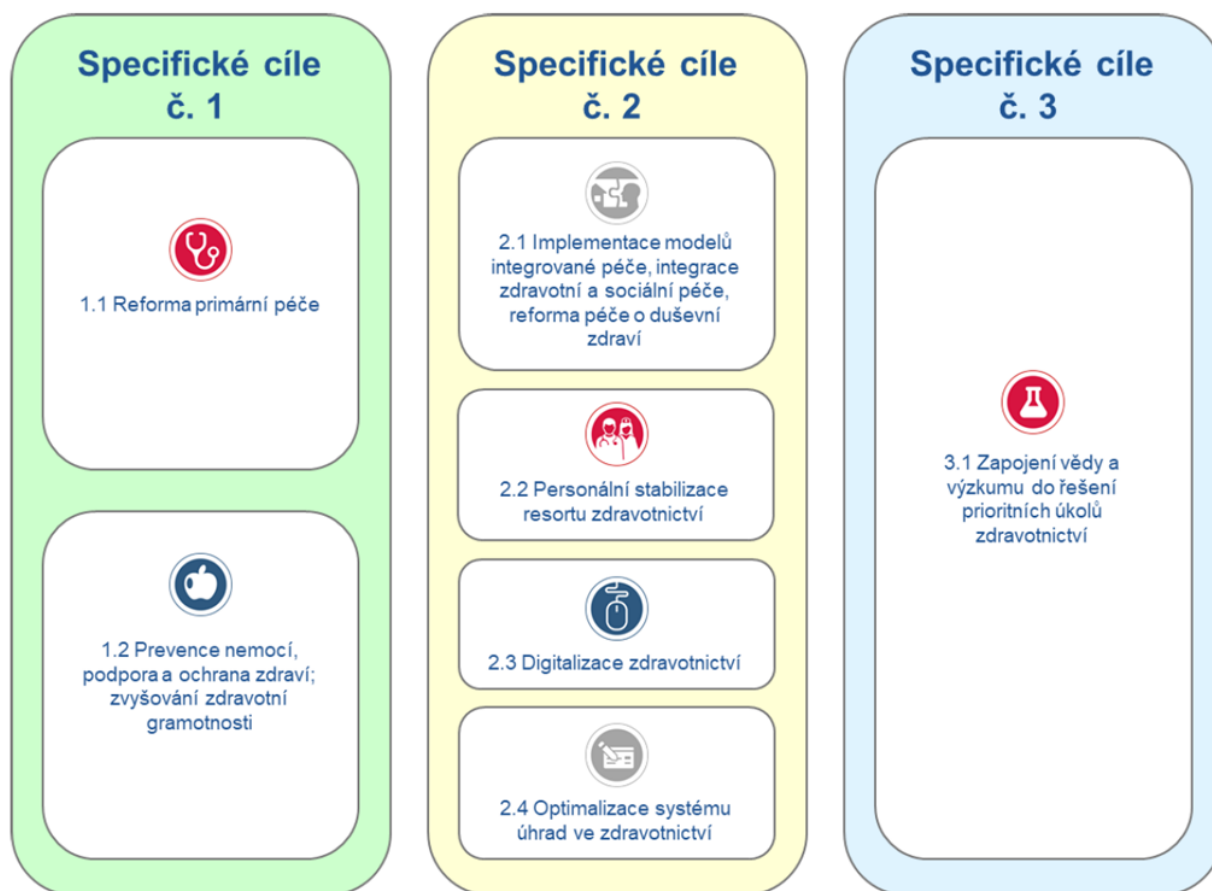 Specifické cíle
č. 1
1.1 Reforma primární péče
1.2 Prevence nemocí,
podpora a ochrana zdraví;
zvyšování zdravotní
gramotnosti
Specifické cíle
č. 2
2.1 Implementace modelů
integrované péče, integrace
zdravotní a sociální péče,
reforma péče o duševní
zdraví
2.2 Personální stabilizace
resortu zdravotnictví
2.3 Digitalizace zdravotnictví
2.4 Optimalizace systému
úhrad ve zdravotnictví
Specifické cíle
č. 3
3.1 Zapojení vědy a
výzkumu do řešení
prioritních úkolů
zdravotnictví